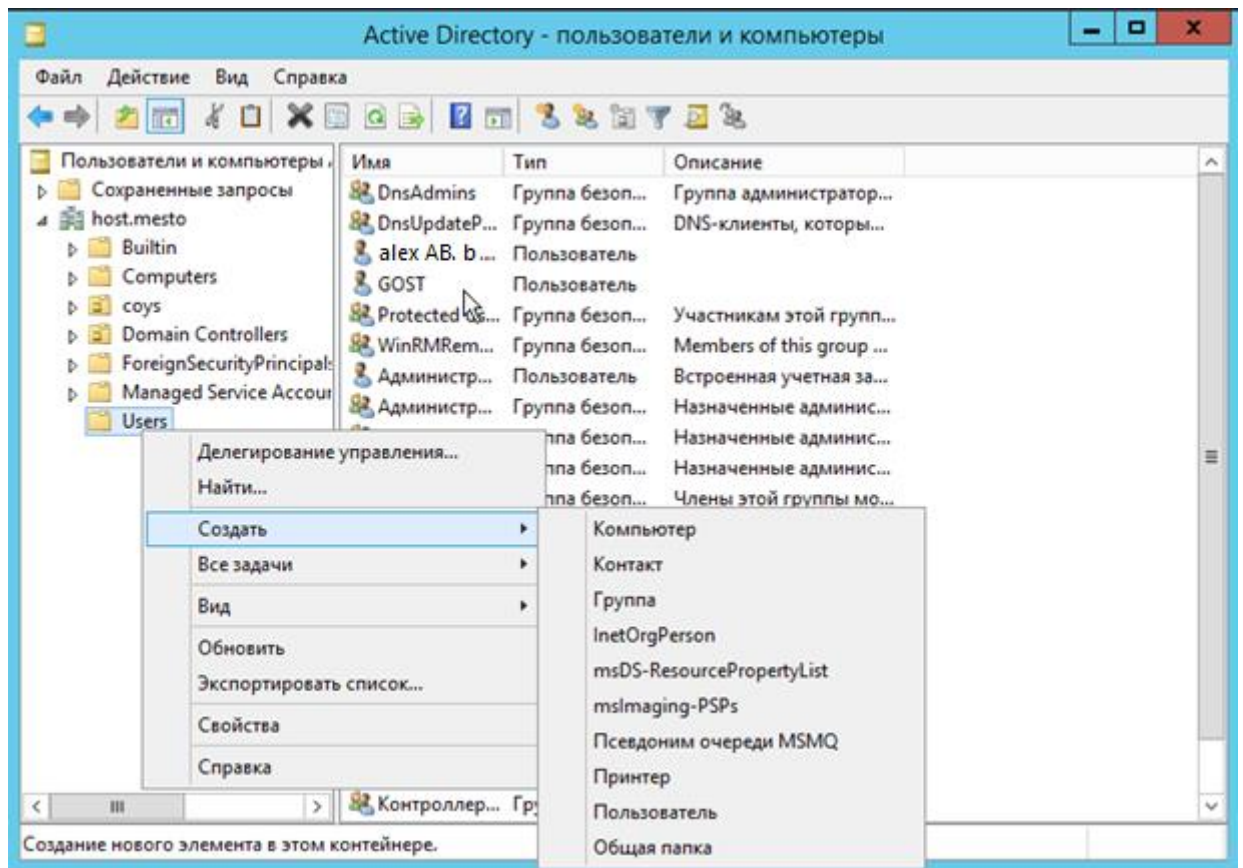 Active Directory - пользователи и компьютеры
Файл Действие Вид Справка
Пользователи и компьютеры
Сохраненные запросы
host.mesto
Builtin
Computers
coys
Domain Controllers
ForeignSecurityPrincipals
Managed Service Accour
Users
Имя Тип Описание
DnsAdmins Группа безоп... Группа администратор...
DnsUpdateP... Группа безоп... DNS-клиенты, которы...
alex AB. b ... Пользователь
GOST Пользователь
Protected Us... Группа безоп... Участникам этой групп...
WinRMRem... Группа безоп... Members of this group ...
Администр... Пользователь Встроенная учетная за...
Администр... Группа безоп... Назначенные админис...
ппа безоп... Назначенные админис...
ппа безоп... Назначенные админис...
ппа безоп... Члены этой группы мо...
Контроллер... Гру
Делегирование управления...
Найти...
Создать
Все задачи
Вид
Обновить
Экспортировать список...
Свойства
Справка
Компьютер
Контакт
Группа
InetOrgPerson
msDS-ResourcePropertyList
msImaging-PSPs
Псевдоним очереди MSMQ
Принтер
Пользователь
Общая папка
Создание нового элемента в этом контейнере.